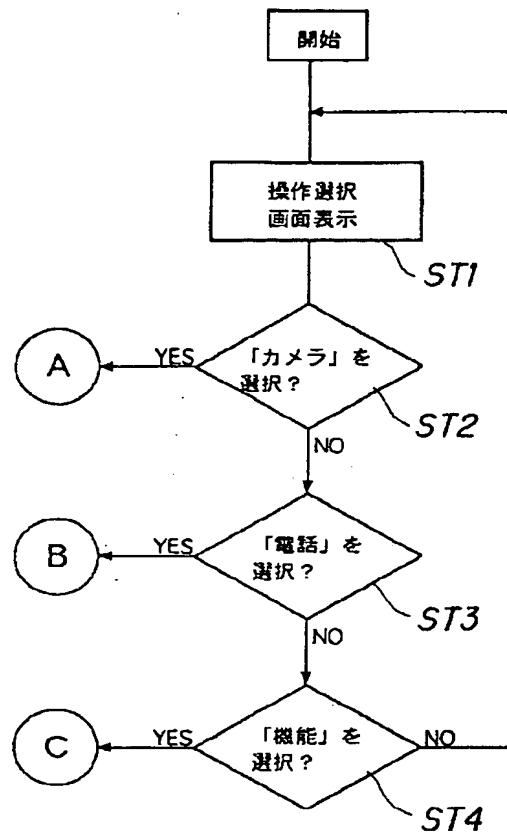 開始
操作選択
画面表示
ST1
A
YES
「カメラ」を
選択?
ST2
NO
B
YES
「電話」を
選択?
ST3
NO
C
YES
「機能」を
選択?
NO
ST4